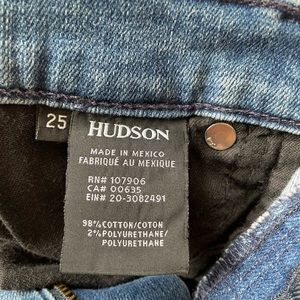 25
HUDSON
MADE IN MEXICO
FABRIQUÉ AU MEXIQUE
RN# 107906
CA# 00635
EIN# 20-3082491
98%COTTON/COTON
2%POLYURETHANE/
POLYURETHANE